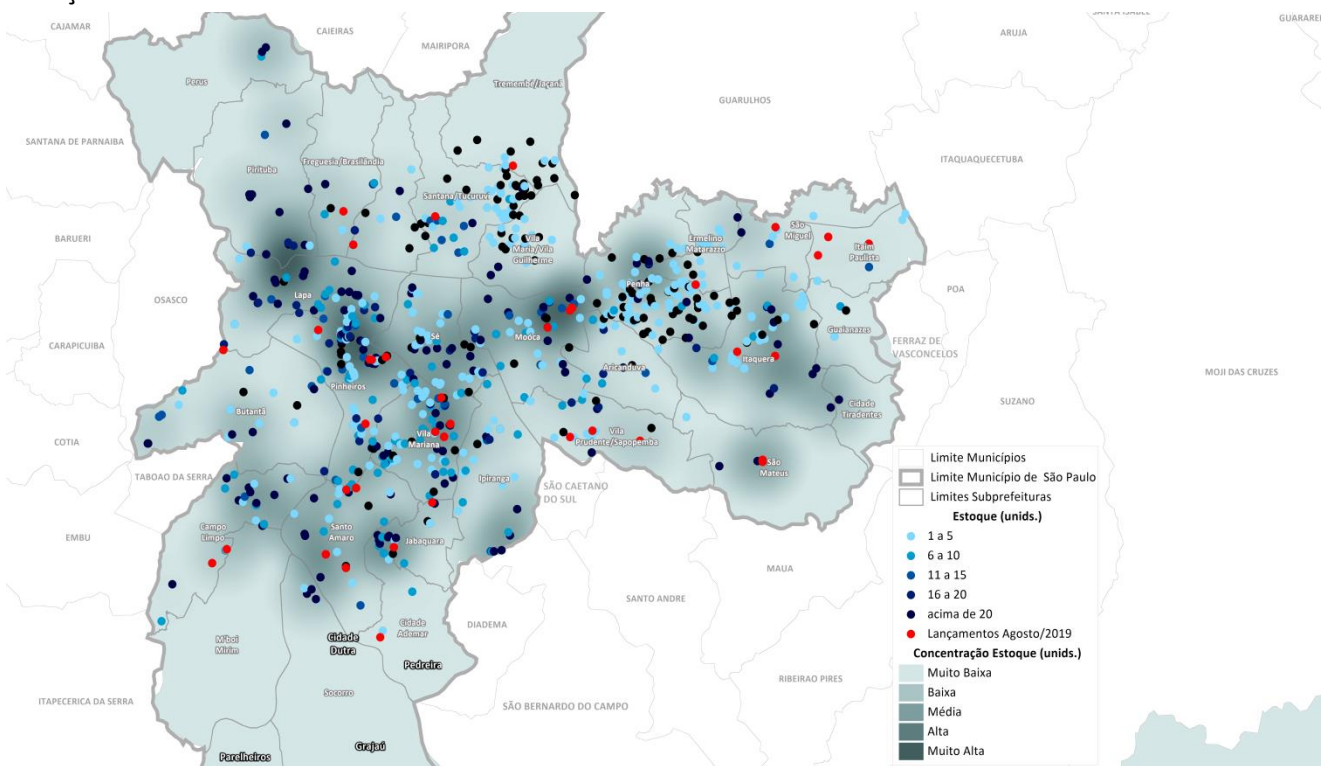 CAJAMAR
CAIEIRAS
MAIRIPORA
SANTA ISABEL
GUARAREMA
ARUJA
Perus
Tremembé/Jaçanã
GUARULHOS
SANTANA DE PARNAIBA
Pirituba
Freguesia/Brasilândia
Santana/Tucuruvi
ITAQUAQUECETUBA
BARUERI
Vila
Maria/Vila
Guilherme
Ermelino
Matarazzo
São
Miguel
Itaim
Paulista
OSASCO
Lapa
Penha
POA
Sé
Mooca
Guaianazes
CARAPICUIBA
FERRAZ DE
VASCONCELOS
Itaquera
MOJI DAS CRUZES
Pinheiros
Aricanduva
SUZANO
Butantã
Cidade
Tiradentes
COTIA
Vila
Mariana
Vila
Prudente/Sapopemba
São
Mateus
TABOAO DA SERRA
Ipiranga
SÃO CAETANO
DO SUL
EMBU
Campo
Limpo
Santo
Amaro
Jabaquara
MAUA
SANTO ANDRE
DIADEMA
Cidade
Ademar
M'boi
Mirim
Cidade
Dutra
Pedreira
RIBEIRAO PIRES
ITAPECERICA DA SERRA
Socorro
SÃO BERNARDO DO CAMPO
Grajaú
Parelheiros
Limite Municípios
Limite Município de São Paulo
Limites Subprefeituras
Estoque (unids.)
1 a 5
6 a 10
11 a 15
16 a 20
acima de 20
Lançamentos Agosto/2019
Concentração Estoque (unids.)
Muito Baixa
Baixa
Média
Alta
Muito Alta